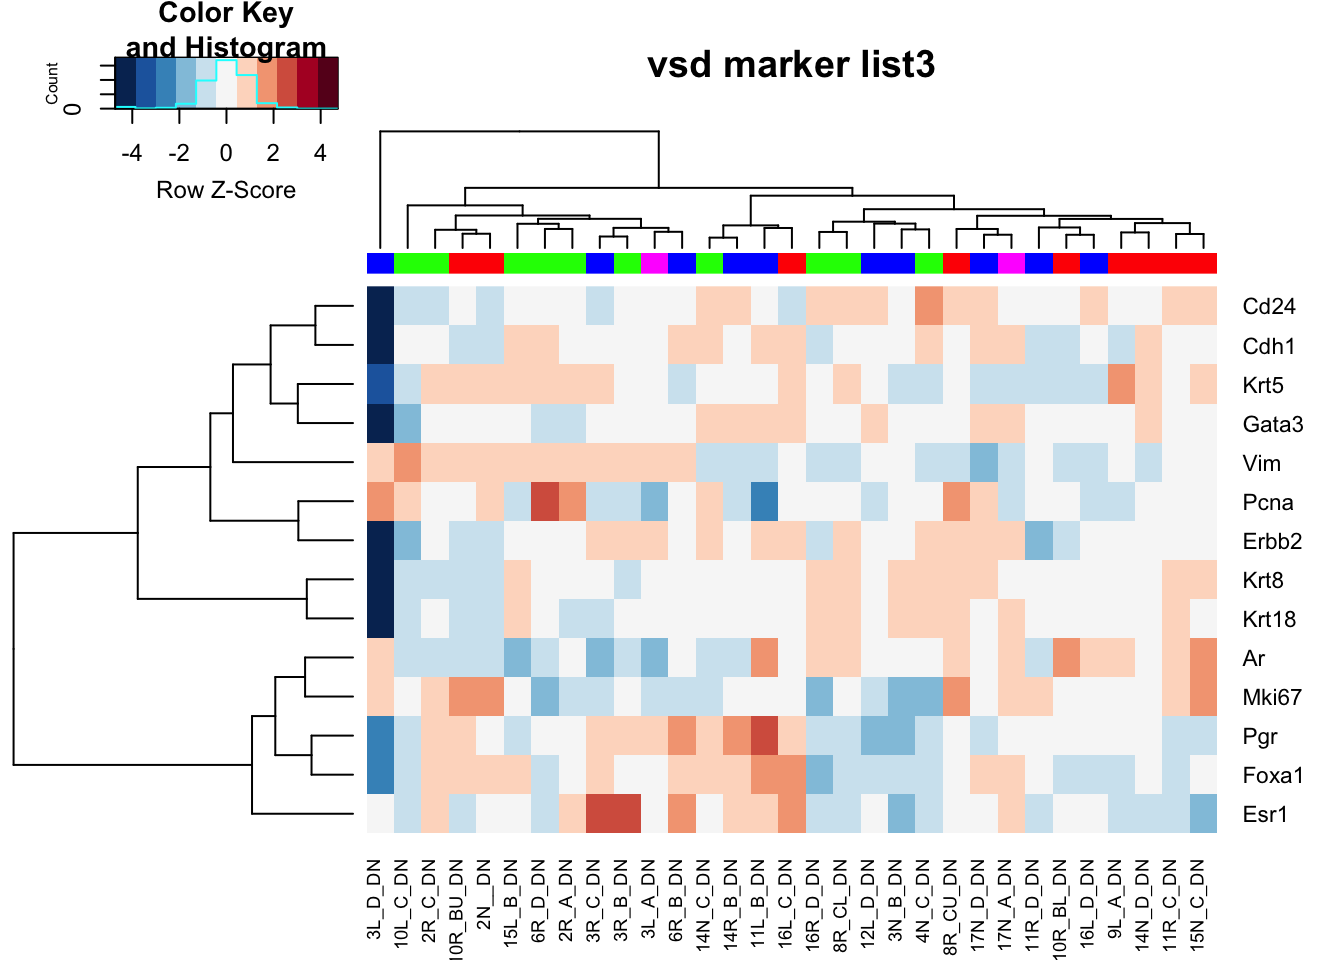 Color Key
and Histogram
vsd marker list3
Count
0
-4 -2 0 2 4
Row Z-Score
Cd24
Cdh1
Krt5
Gata3
Vim
Pcna
Erbb2
Krt8
Krt18
Ar
Mki67
Pgr
Foxa1
Esr1
3L_D_DN
10L_C_DN
2R_C_DN
10R_BU_DN
2N__DN
15L_B_DN
6R_D_DN
2R_A_DN
3R_C_DN
3R_B_DN
3L_A_DN
6R_B_DN
14N_C_DN
14R_B_DN
11L_B_DN
16L_C_DN
16R_D_DN
8R_CL_DN
12L_D_DN
3N_B_DN
4N_C_DN
8R_CU_DN
17N_D_DN
17N_A_DN
11R_D_DN
10R_BL_DN
16L_D_DN
9L_A_DN
14N_D_DN
11R_C_DN
15N_C_DN